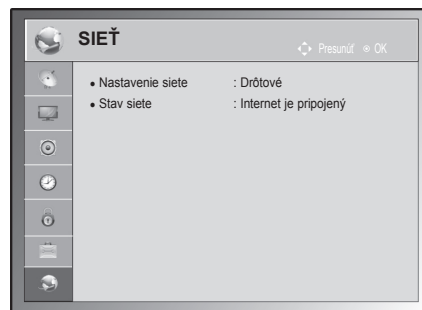 SIEŤ
Presunúť OK
• Nastavenie siete : Drôtové
• Stav siete : Internet je pripojený